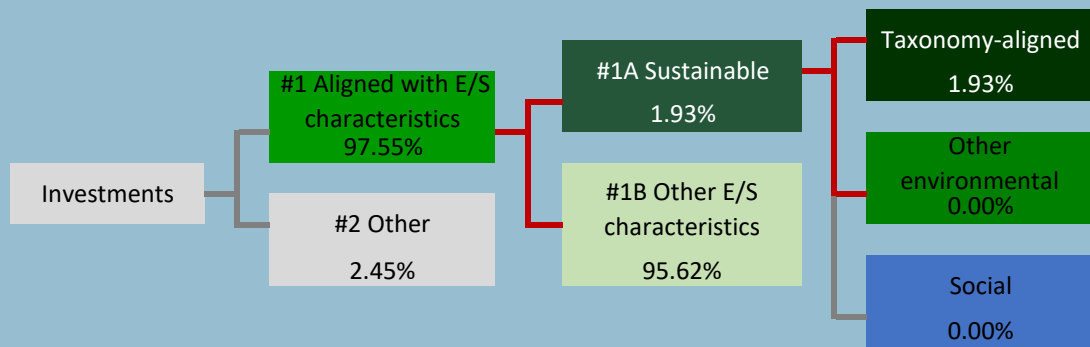 Investments
#1 Aligned with E/S
characteristics
97.55%
#2 Other
2.45%
#1A Sustainable
1.93%
#1B Other E/S
characteristics
95.62%
Taxonomy-aligned
1.93%
Other
environmental
0.00%
Social
0.00%